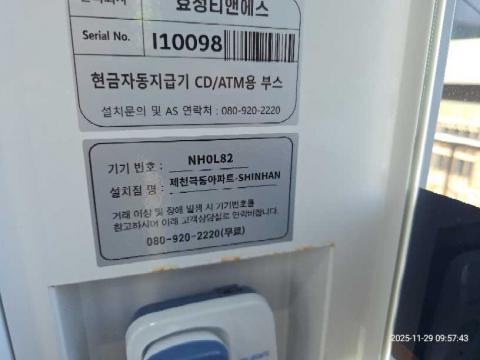 효성티앤에스
Serial No. I10098
현금자동지급기 CD/ATM용 부스
설치문의 및 AS 연락처 : 080-920-2220
기기 번호 : NH0L82
설치점 명 : 제천극동아파트-SHINHAN
거래 이상 및 장애 발생 시 기기번호를
참고하시어 아래 고객상담실로 연락바랍니다.
080-920-2220(무료)
2025-11-29 09:57:43